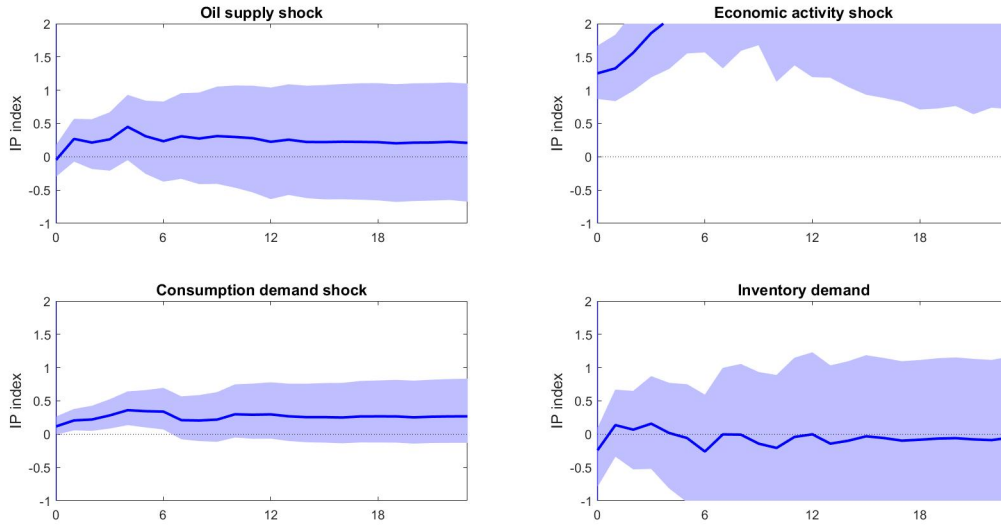 Oil supply shock
IP index
2
1.5
1
0.5
0
-0.5
-1
0 6 12 18
Economic activity shock
IP index
2
1.5
1
0.5
0
-0.5
-1
0 6 12 18
Consumption demand shock
IP index
2
1.5
1
0.5
0
-0.5
-1
0 6 12 18
Inventory demand
IP index
2
1.5
1
0.5
0
-0.5
-1
0 6 12 18